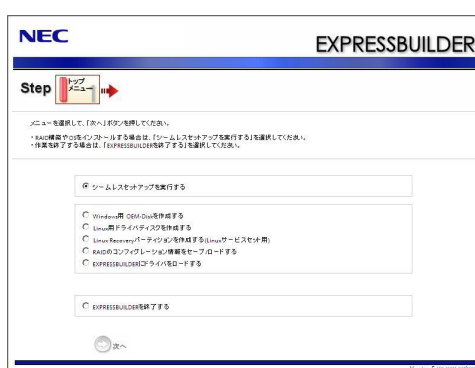 NEC
EXPRESSBUILDER
Step トップ
メニュー
メニューを選択して、「次へ」ボタンを押してください。
・RAID構築やOSをインストールする場合は、「シームレスセットアップを実行する」を選択してください。
・作業を終了する場合は、「EXPRESSBUILDERを終了する」を選択してください。
シームレスセットアップを実行する
Windows用 OEM-Diskを作成する
Linux用ドライバディスクを作成する
Linux Recoveryパーティションを作成する(Linuxサービスセット用)
RAIDのコンフィグレーション情報をセーブ/ロードする
EXPRESSBUILDERにドライバをロードする
EXPRESSBUILDERを終了する
次へ